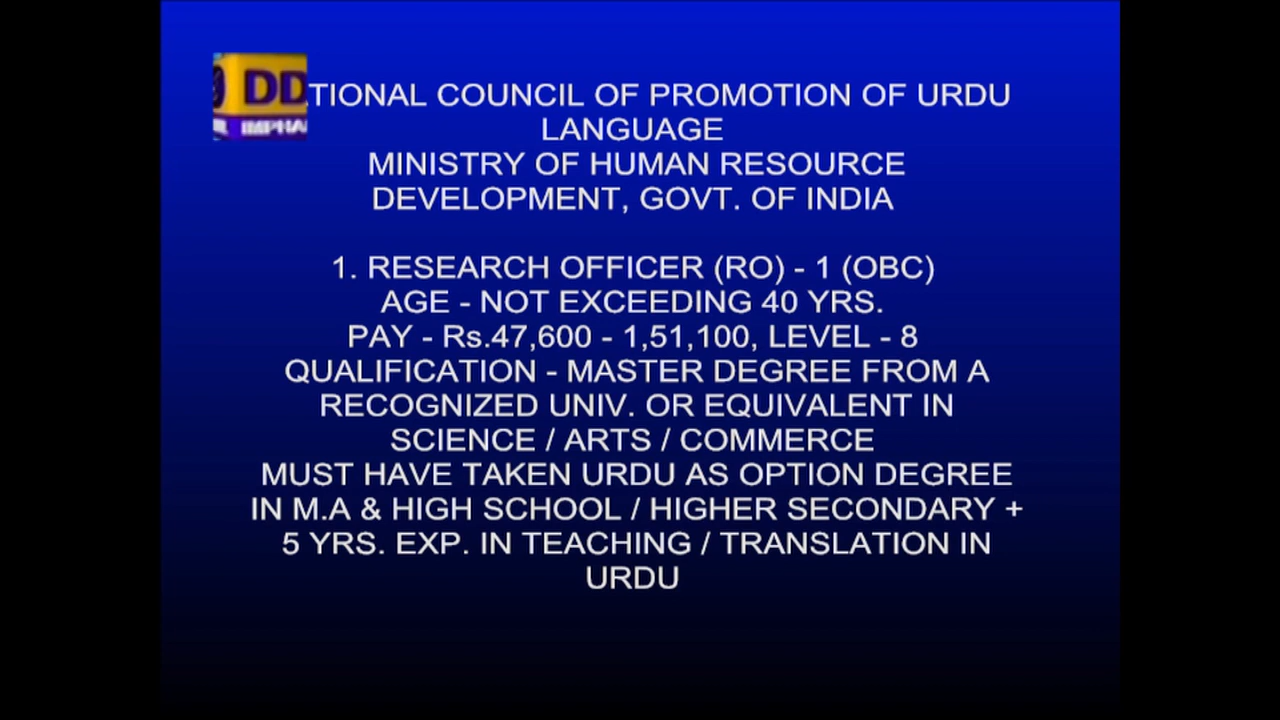 DD
IMPHA
TIONAL COUNCIL OF PROMOTION OF URDU
LANGUAGE
MINISTRY OF HUMAN RESOURCE
DEVELOPMENT, GOVT. OF INDIA
1. RESEARCH OFFICER (RO) - 1 (OBC)
AGE - NOT EXCEEDING 40 YRS.
PAY - Rs.47,600 - 1,51,100, LEVEL - 8
QUALIFICATION - MASTER DEGREE FROM A
RECOGNIZED UNIV. OR EQUIVALENT IN
SCIENCE / ARTS / COMMERCE
MUST HAVE TAKEN URDU AS OPTION DEGREE
IN M.A & HIGH SCHOOL / HIGHER SECONDARY +
5 YRS. EXP. IN TEACHING / TRANSLATION IN
URDU